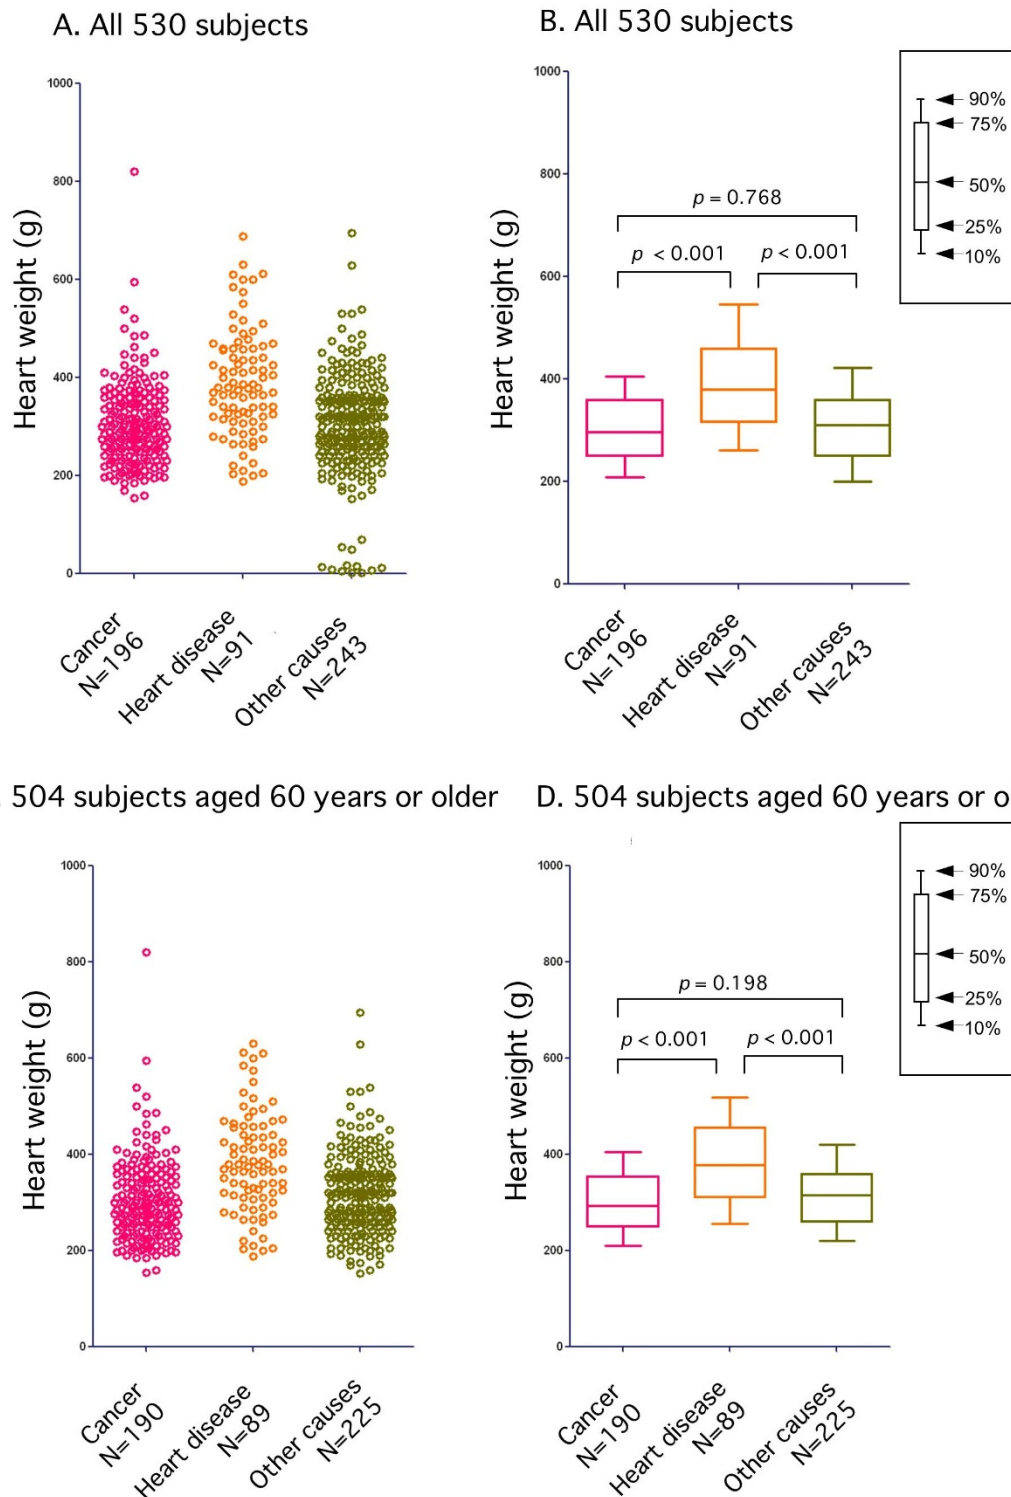 A. All 530 subjects
1000
800
600
400
200
0
Heart weight (g)
Cancer
N=196
Heart disease
N=91
Other causes
N=243
B. All 530 subjects
1000
800
600
400
200
0
Heart weight (g)
p = 0.768
p < 0.001
p < 0.001
Cancer
N=196
Heart disease
N=91
Other causes
N=243
90%
75%
50%
25%
10%
. 504 subjects aged 60 years or older
1000
800
600
400
200
0
Heart weight (g)
Cancer
N=190
Heart disease
N=89
Other causes
N=225
D. 504 subjects aged 60 years or o
1000
800
600
400
200
0
Heart weight (g)
p = 0.198
p < 0.001
p < 0.001
Cancer
N=190
Heart disease
N=89
Other causes
N=225
90%
75%
50%
25%
10%